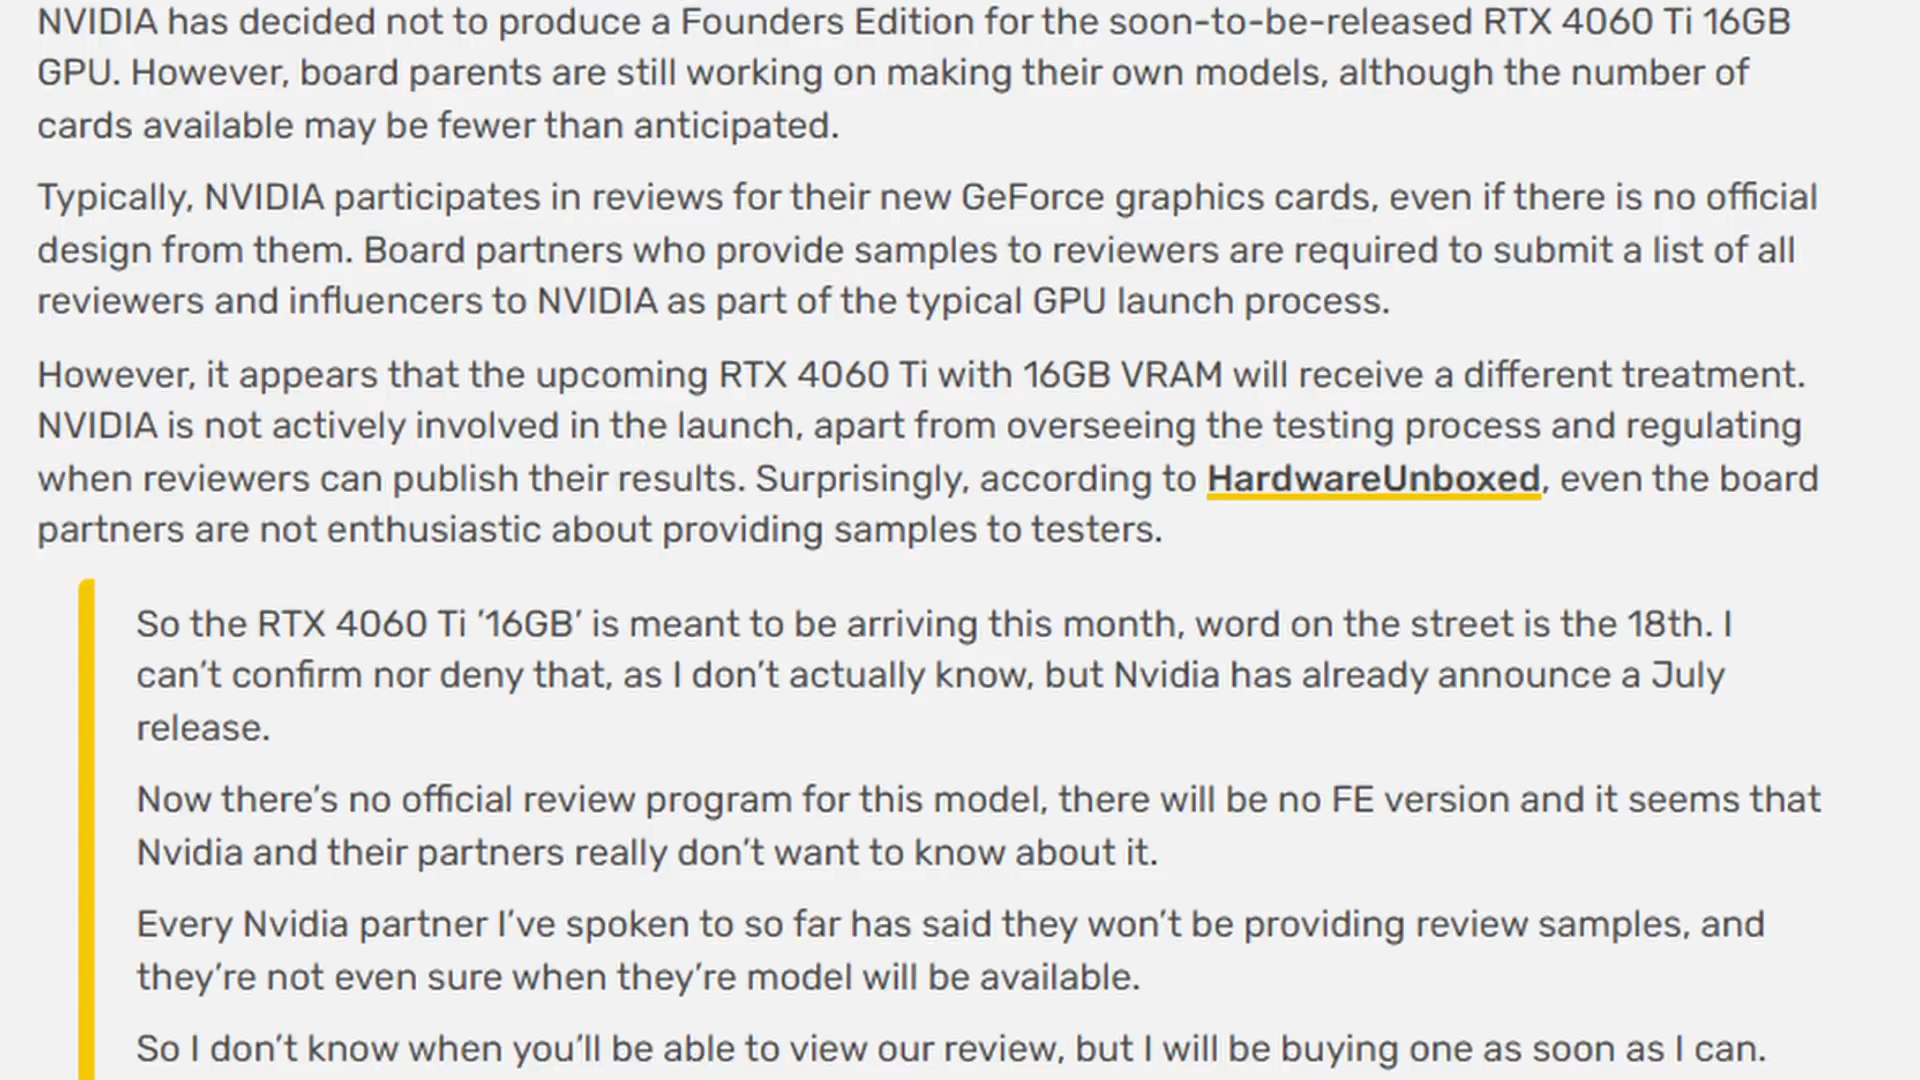 NVIDIA has decided not to produce a Founders Edition for the soon-to-be-released RTX 4060 Ti 16GB
GPU. However, board parents are still working on making their own models, although the number of
cards available may be fewer than anticipated.
Typically, NVIDIA participates in reviews for their new GeForce graphics cards, even if there is no official
design from them. Board partners who provide samples to reviewers are required to submit a list of all
reviewers and influencers to NVIDIA as part of the typical GPU launch process.
However, it appears that the upcoming RTX 4060 Ti with 16GB VRAM will receive a different treatment.
NVIDIA is not actively involved in the launch, apart from overseeing the testing process and regulating
when reviewers can publish their results. Surprisingly, according to HardwareUnboxed, even the board
partners are not enthusiastic about providing samples to testers.
So the RTX 4060 Ti ’16GB’ is meant to be arriving this month, word on the street is the 18th. I
can’t confirm nor deny that, as I don’t actually know, but Nvidia has already announce a July
release.
Now there’s no official review program for this model, there will be no FE version and it seems that
Nvidia and their partners really don’t want to know about it.
Every Nvidia partner I’ve spoken to so far has said they won’t be providing review samples, and
they’re not even sure when they’re model will be available.
So I don’t know when you’ll be able to view our review, but I will be buying one as soon as I can.